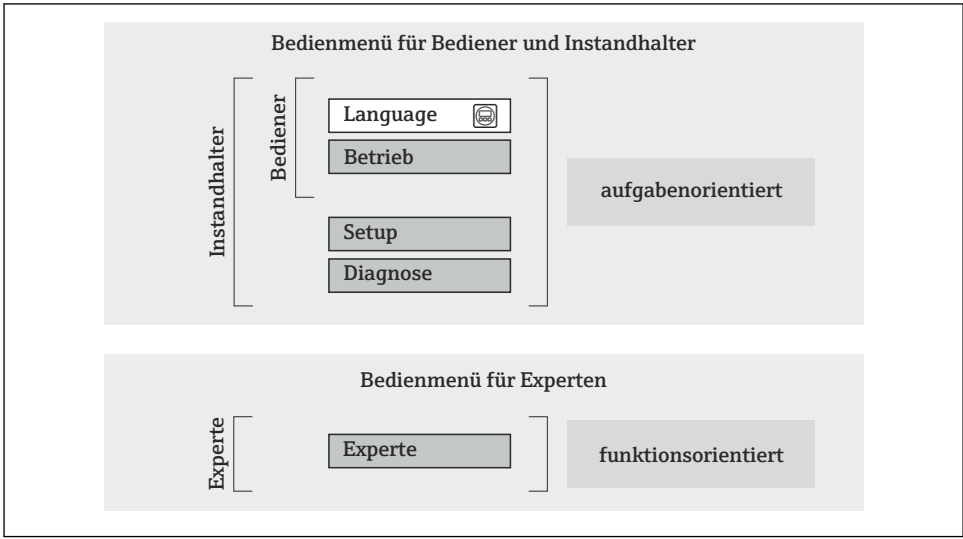 Bedienmenü für Bediener und Instandhalter
Instandhalter
Bediener
Language
Betrieb
Setup
Diagnose
aufgabenorientiert
Bedienmenü für Experten
Experte
Experte
funktionsorientiert